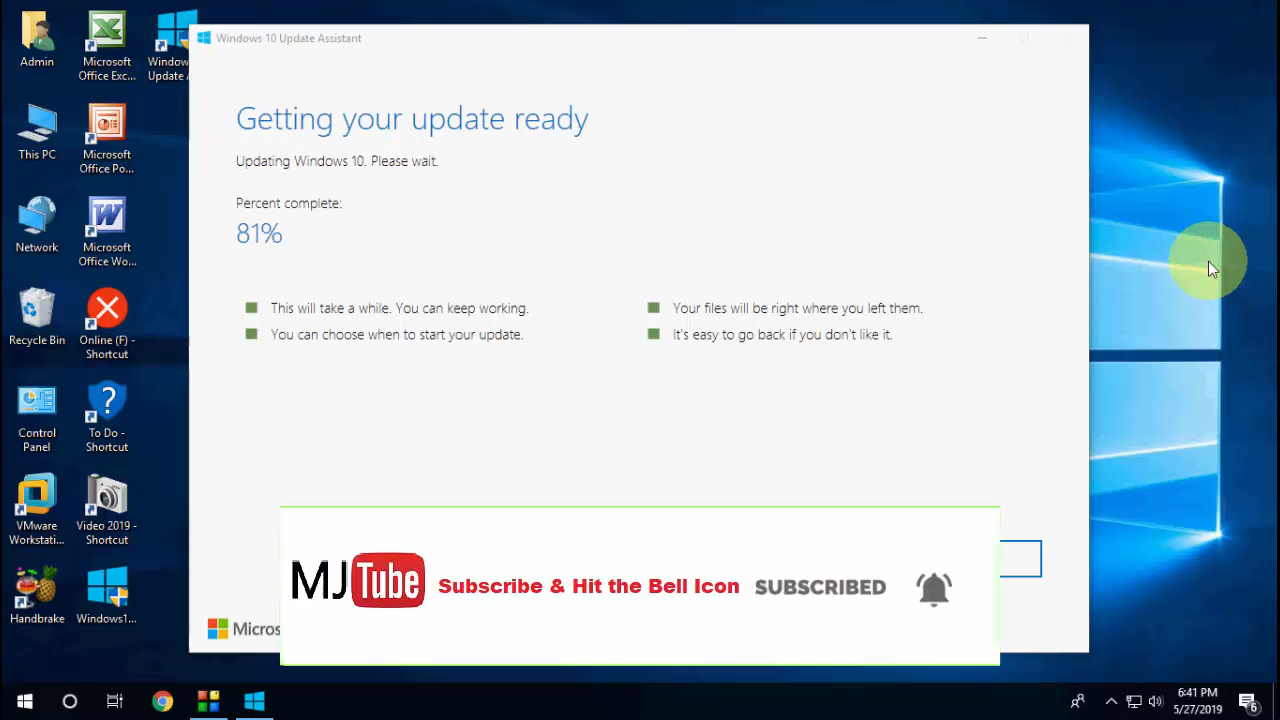 Admin
Microsoft
Office Exc...
Windows 10 Update Assistant
This PC
Microsoft
Office Po...
Network
Microsoft
Office Wo...
Recycle Bin
Online (F) -
Shortcut
Control
Panel
To Do -
Shortcut
VMware
Workstati...
Video 2019 -
Shortcut
Handbrake
Windows1...
Getting your update ready
Updating Windows 10. Please wait.
Percent complete:
81%
This will take a while. You can keep working.
You can choose when to start your update.
Your files will be right where you left them.
It's easy to go back if you don't like it.
MJ Tube
Subscribe & Hit the Bell Icon
SUBSCRIBED
6:41 PM
5/27/2019
6